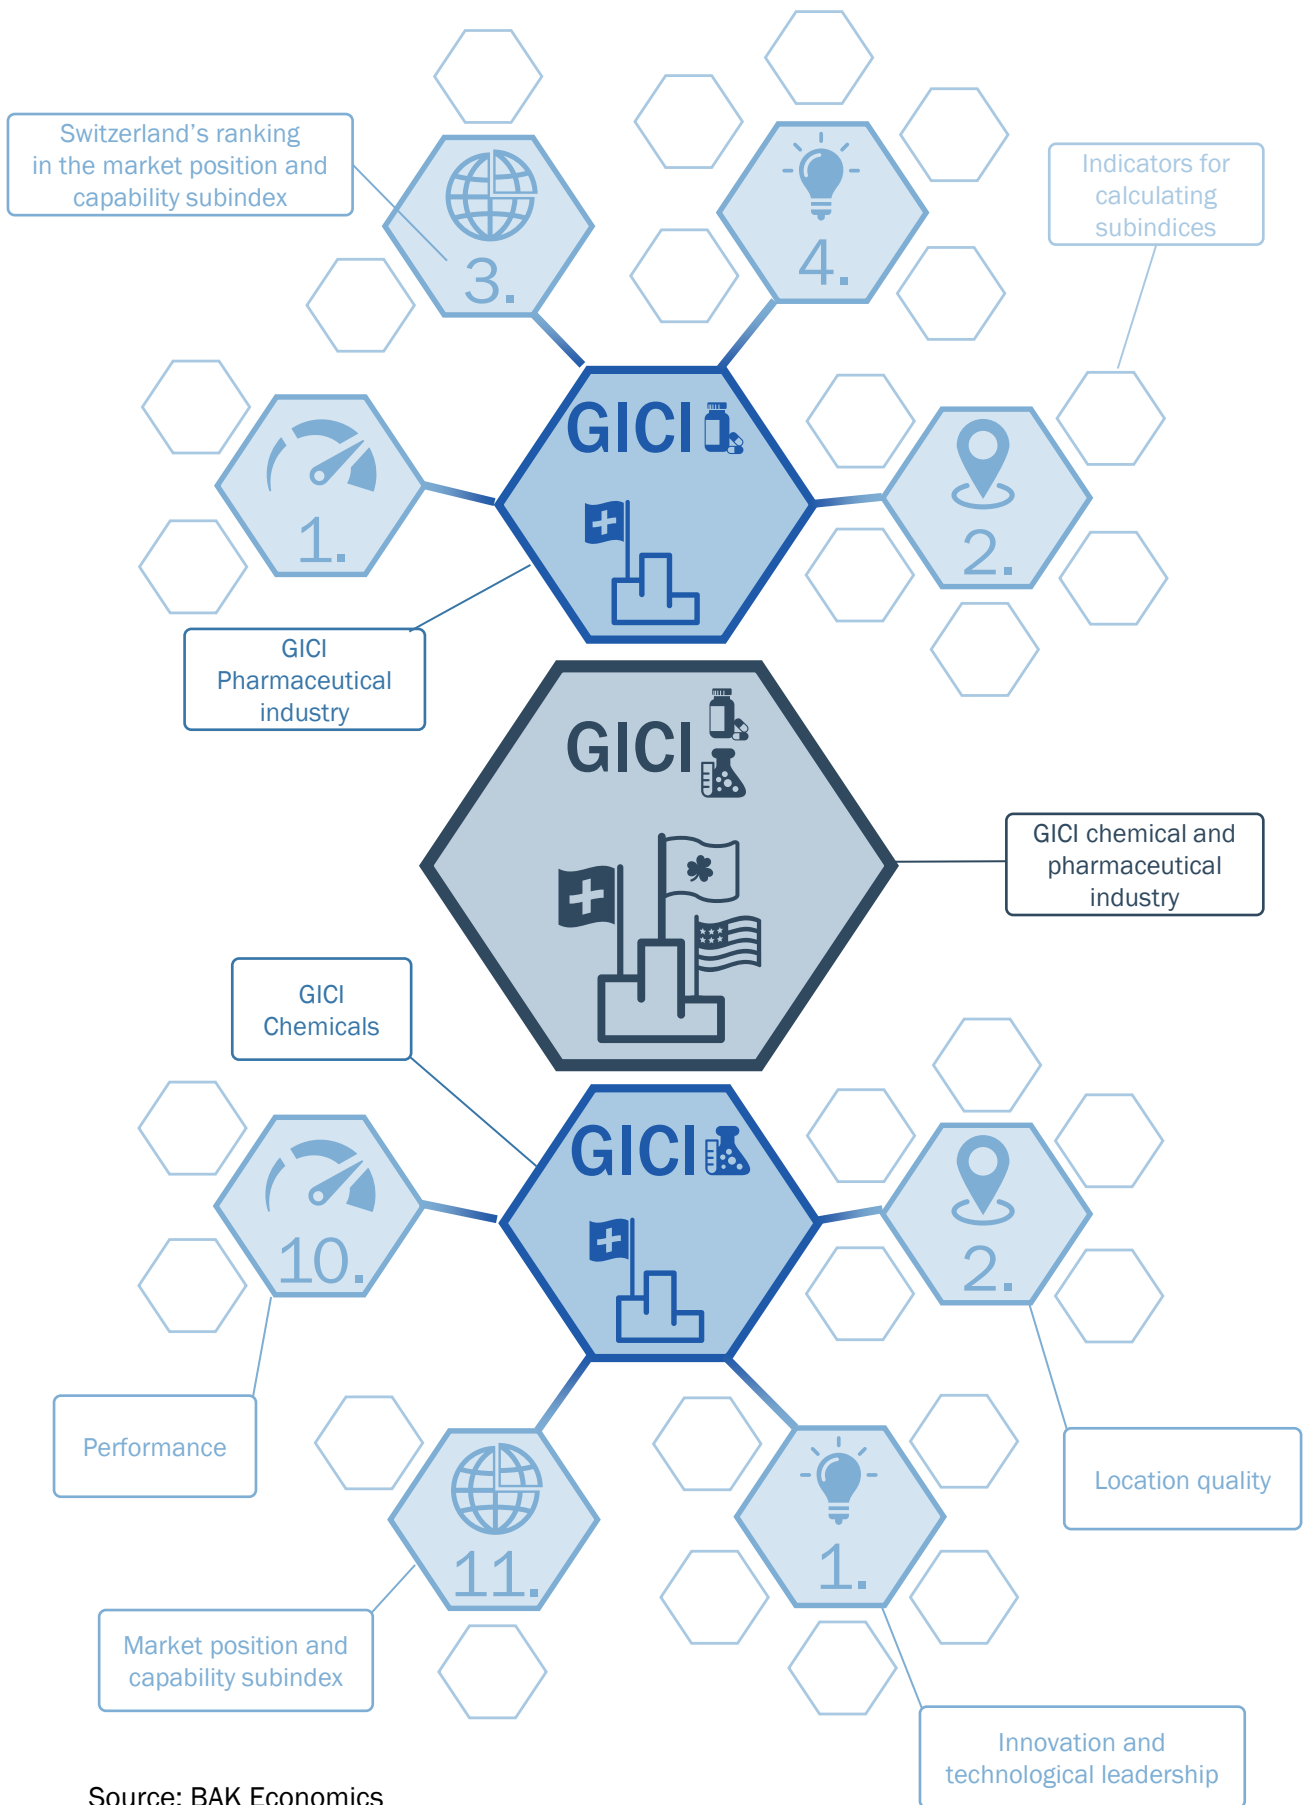 Switzerland's ranking
in the market position and
capability subindex
3.
4.
Indicators for
calculating
subindices
GICI
1.
2.
GICI
Pharmaceutical
industry
GICI
GICI chemical and
pharmaceutical
industry
GICI
Chemicals
GICI
10.
2.
Performance
Location quality
11.
1.
Market position and
capability subindex
Innovation and
technological leadership
Source: BAK Economics